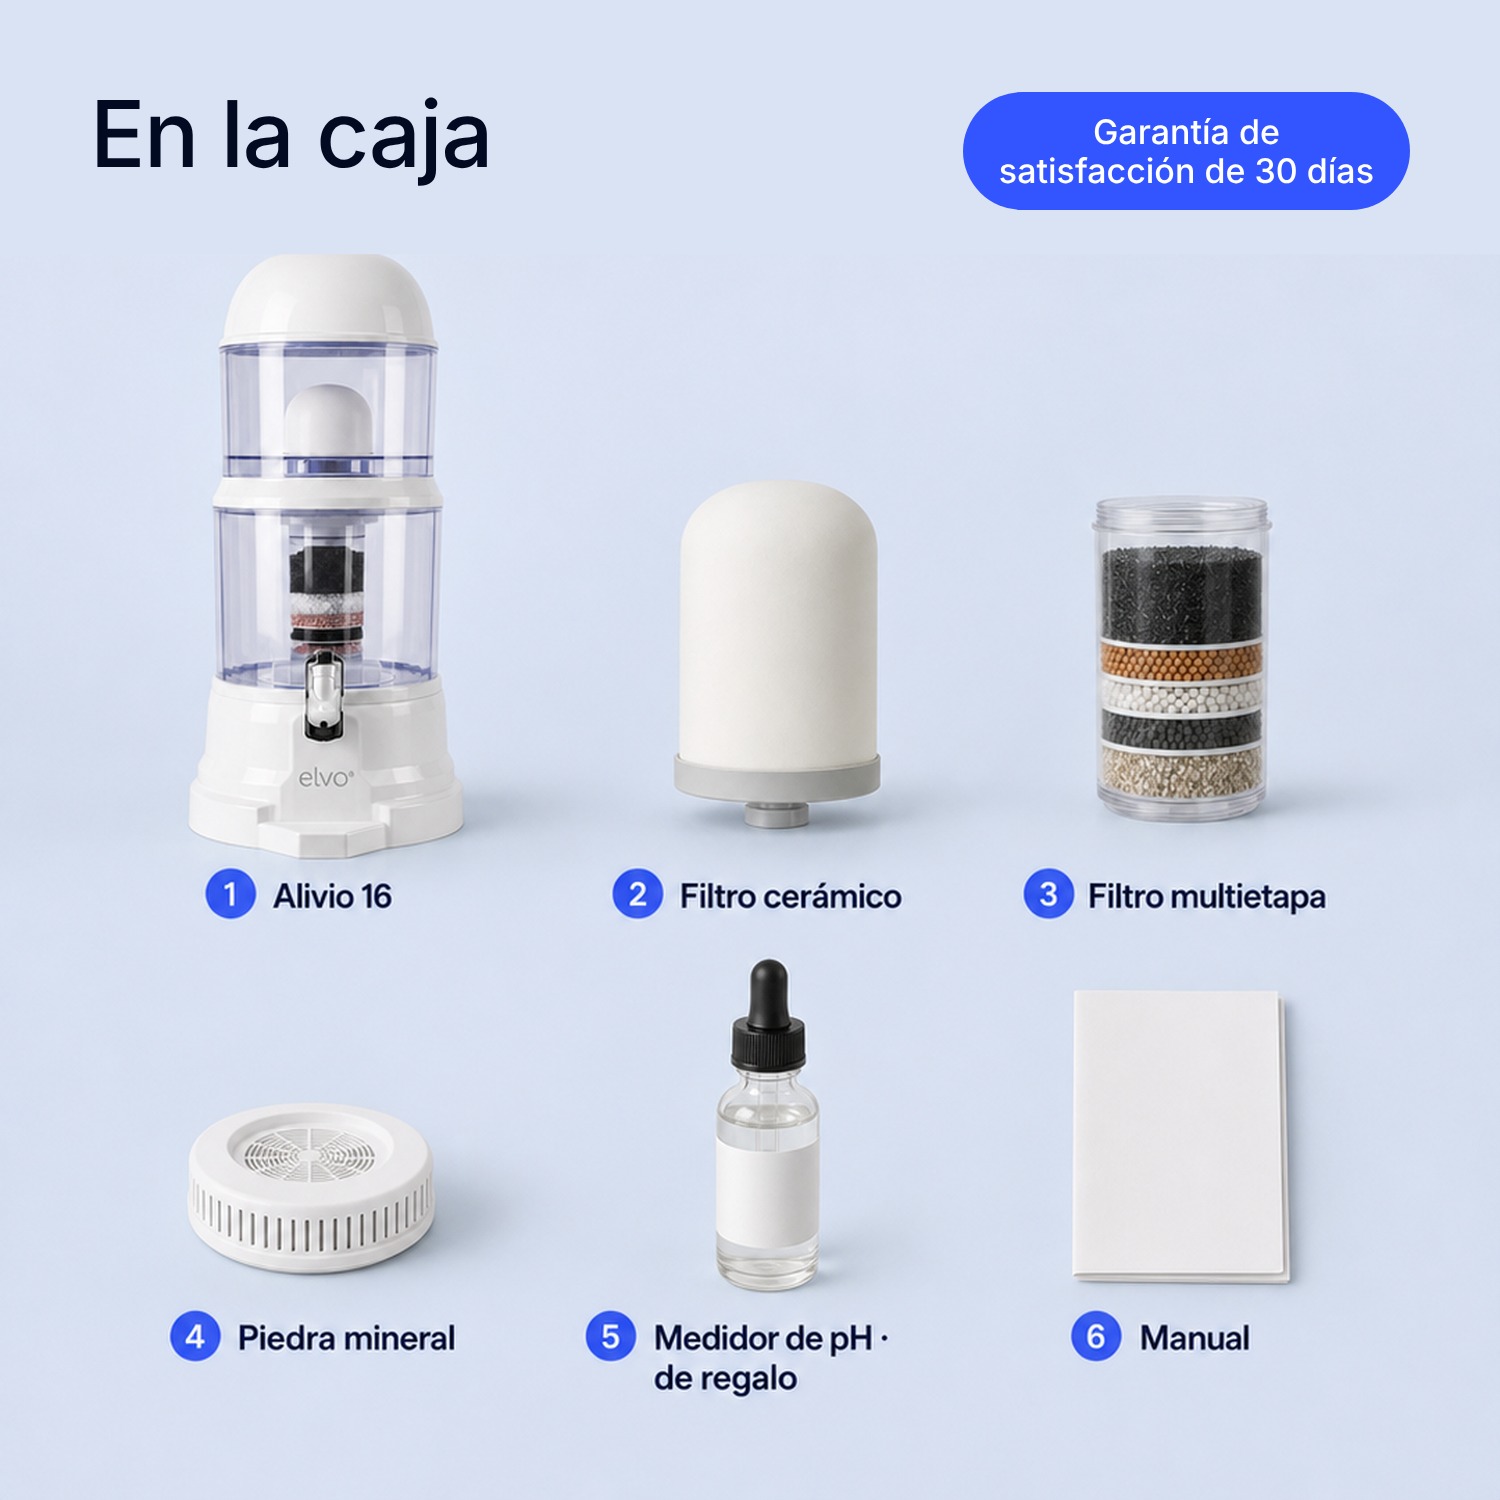 En la caja
Garantía de
satisfacción de 30 días
elvo®
1 Alivio 16
2 Filtro cerámico
3 Filtro multietapa
4 Piedra mineral
5 Medidor de pH ·
de regalo
6 Manual